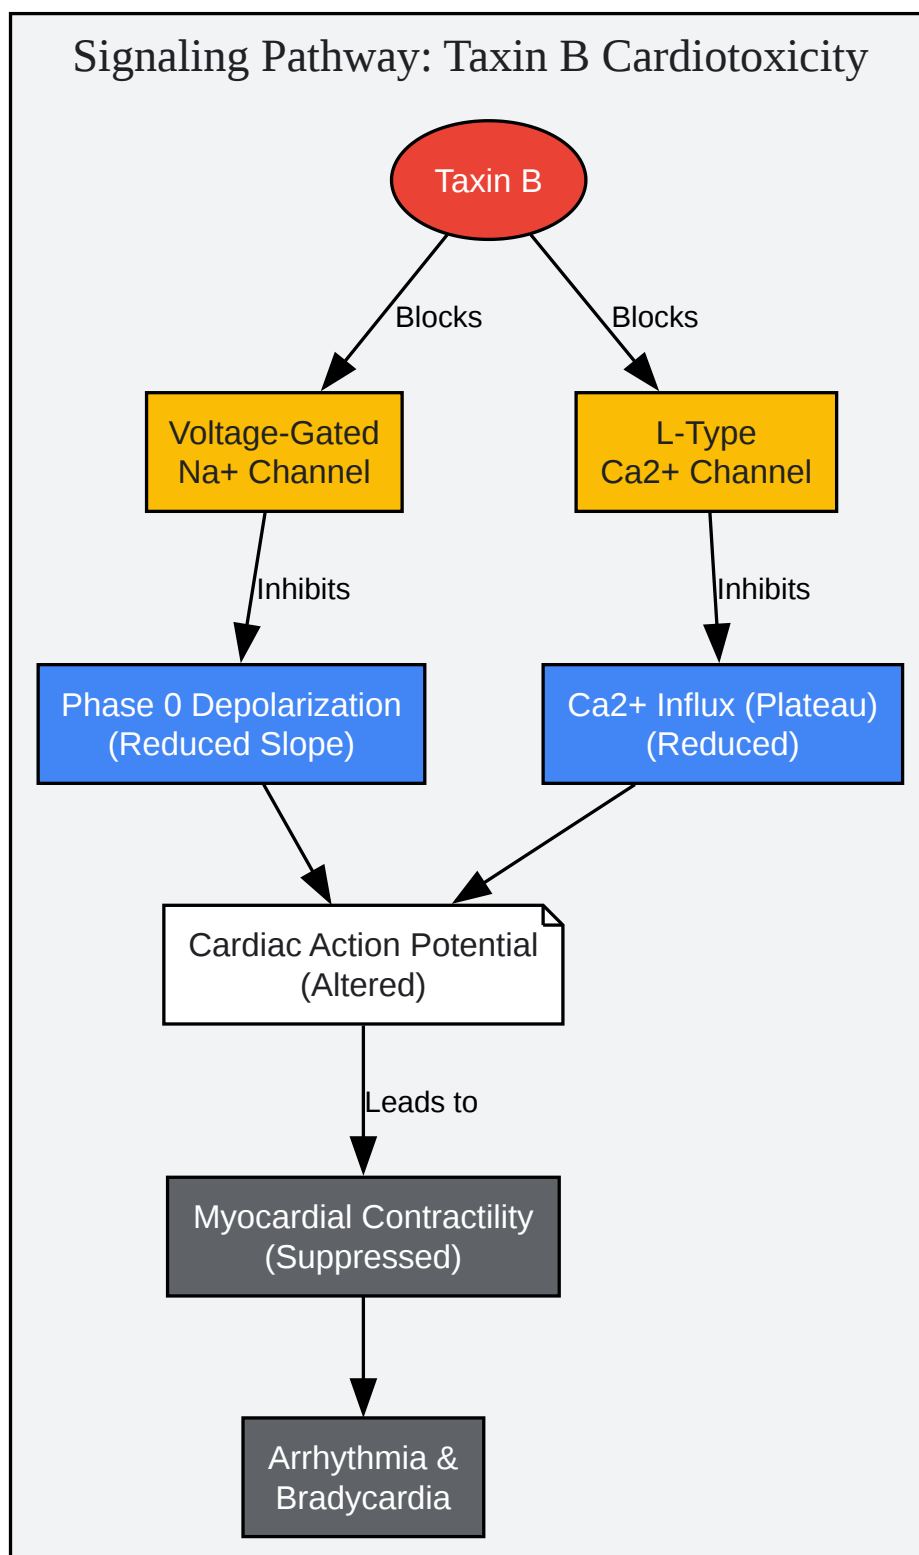 Signaling Pathway: Taxin B Cardiotoxicity
Taxin B
Blocks
Blocks
Voltage-Gated
Na+ Channel
L-Type
Ca2+ Channel
Inhibits
Inhibits
Phase 0 Depolarization
(Reduced Slope)
Ca2+ Influx (Plateau)
(Reduced)
Cardiac Action Potential
(Altered)
Leads to
Myocardial Contractility
(Suppressed)
Arrhythmia &
Bradycardia